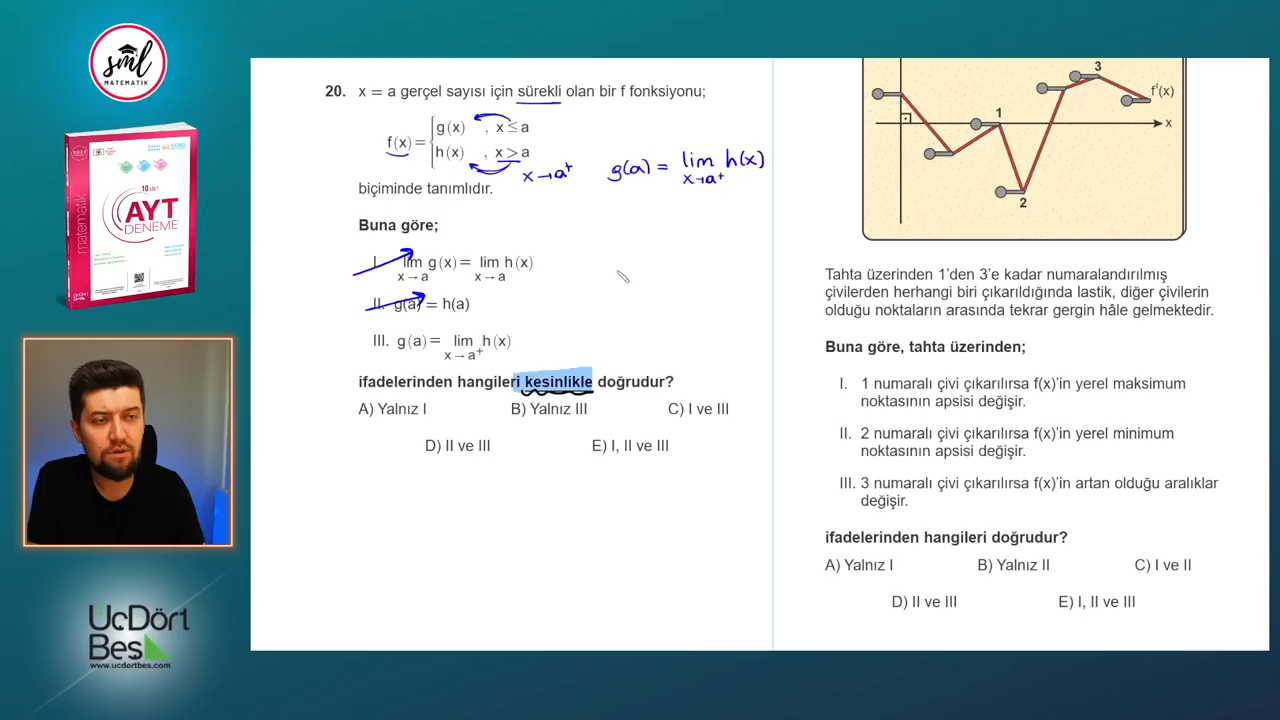 sml
MATEMATİK
matematik
10 ADET
AYT
DENEME
ÜçDört
Beş
www.ucdortbes.com
20. x = a gerçel sayısı için sürekli olan bir f fonksiyonu;
f(x) = { g(x) , x ≤ a
h(x) , x > a
x→a⁺
g(a) = lim h(x)
x→a⁺
biçiminde tanımlıdır.
Buna göre;
I. lim g(x) = lim h(x)
x→a x→a
II. g(a) = h(a)
III. g(a) = lim h(x)
x→a⁺
ifadelerinden hangileri kesinlikle doğrudur?
A) Yalnız I B) Yalnız III C) I ve III
D) II ve III E) I, II ve III
3
f'(x)
1
x
2
Tahta üzerinden 1'den 3'e kadar numaralandırılmış
çivilerden herhangi biri çıkarıldığında lastik, diğer çivilerin
olduğu noktaların arasında tekrar gergin hâle gelmektedir.
Buna göre, tahta üzerinden;
I. 1 numaralı çivi çıkarılırsa f(x)'in yerel maksimum
noktasının apsisi değişir.
II. 2 numaralı çivi çıkarılırsa f(x)'in yerel minimum
noktasının apsisi değişir.
III. 3 numaralı çivi çıkarılırsa f(x)'in artan olduğu aralıklar
değişir.
ifadelerinden hangileri doğrudur?
A) Yalnız I B) Yalnız II C) I ve II
D) II ve III E) I, II ve III